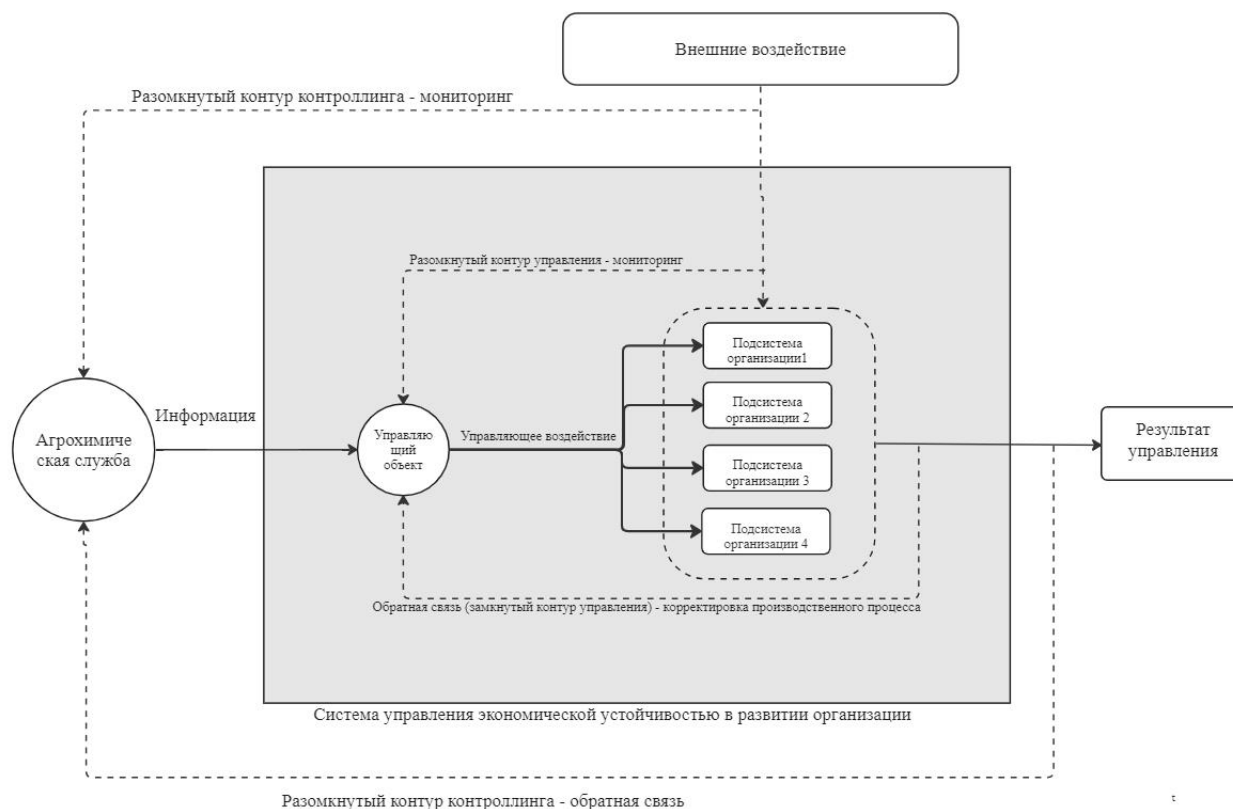 Внешние воздействие
Разомкнутый контур контроллинга - мониторинг
Разомкнутый контур управления - мониторинг
Подсистема
организации1
Информация
Подсистема
организации 2
Агрохимиче
ская служба
Управляю
щий
объект
Управляющее воздействие
Результат
управления
Подсистема
организации 3
Подсистема
организации 4
Обратная связь (замкнутый контур управления) - корректировка производственного процесса
Система управления экономической устойчивостью в развитии организации
Разомкнутый контур контроллинга - обратная связь
t